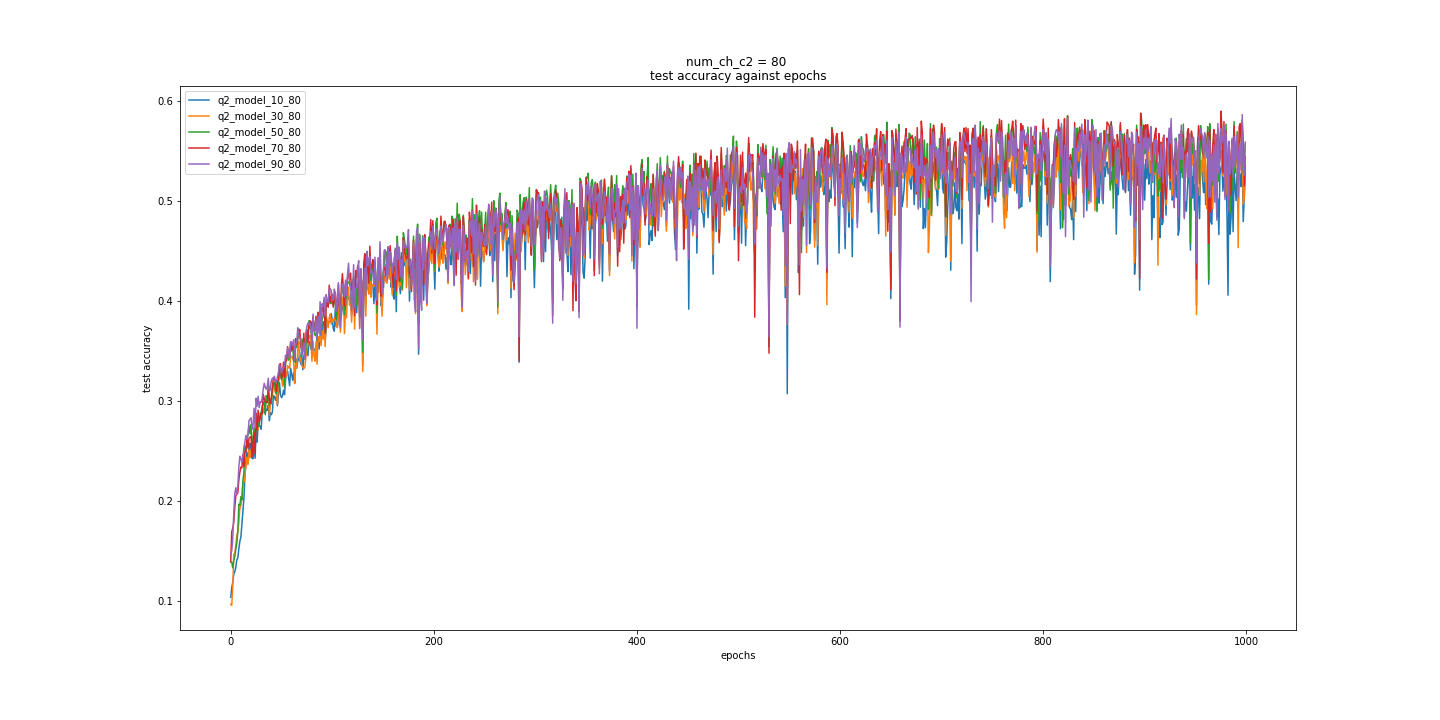 num_ch_c2 = 80
test accuracy against epochs
q2_model_10_80
q2_model_30_80
q2_model_50_80
q2_model_70_80
q2_model_90_80
0.6
0.5
0.4
0.3
0.2
0.1
test accuracy
0 200 400 600 800 1000
epochs